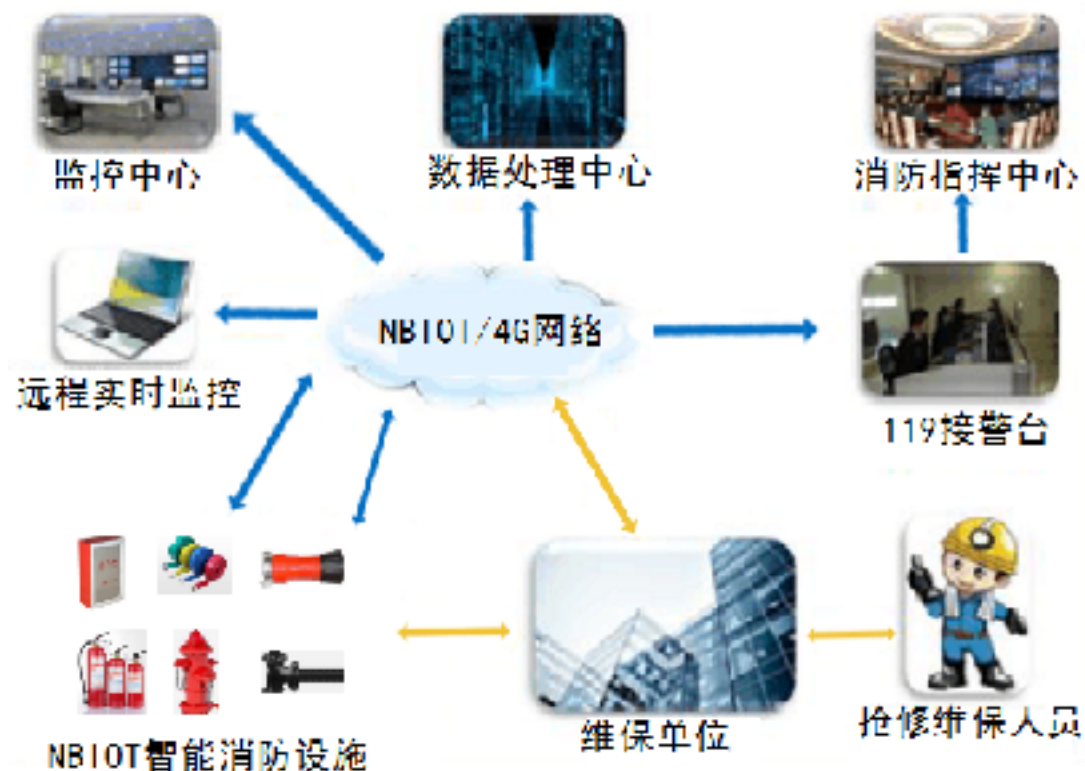 监控中心
数据处理中心
消防指挥中心
NBIOT/4G网络
远程实时监控
119接警台
NBIOT智能消防设施
维保单位
抢修维保人员